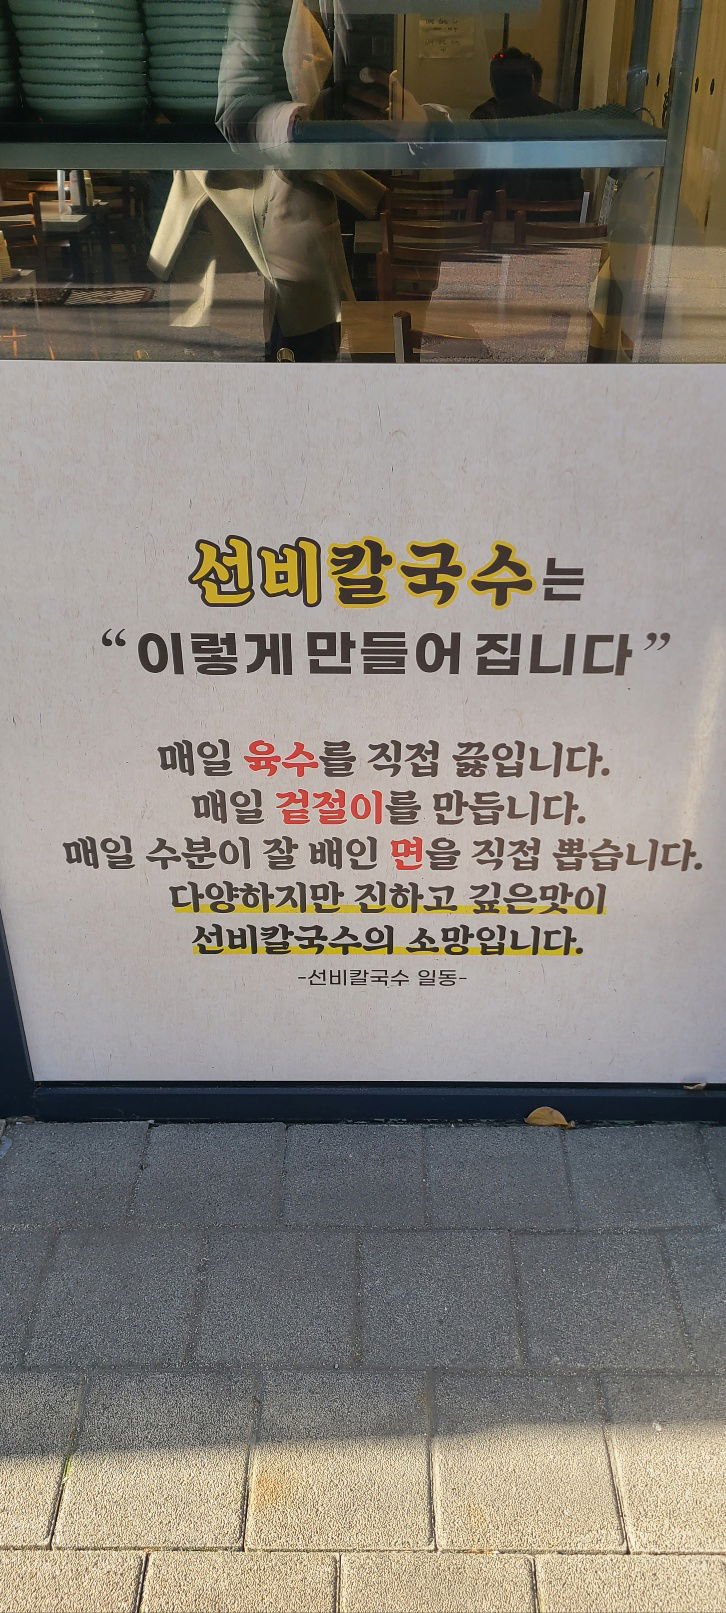 선비칼국수는
“이렇게 만들어 집니다”
매일 육수를 직접 끓입니다.
매일 겉절이를 만듭니다.
매일 수분이 잘 배인 면을 직접 뽑습니다.
다양하지만 진하고 깊은맛이
선비칼국수의 소망입니다.
-선비칼국수 일동-